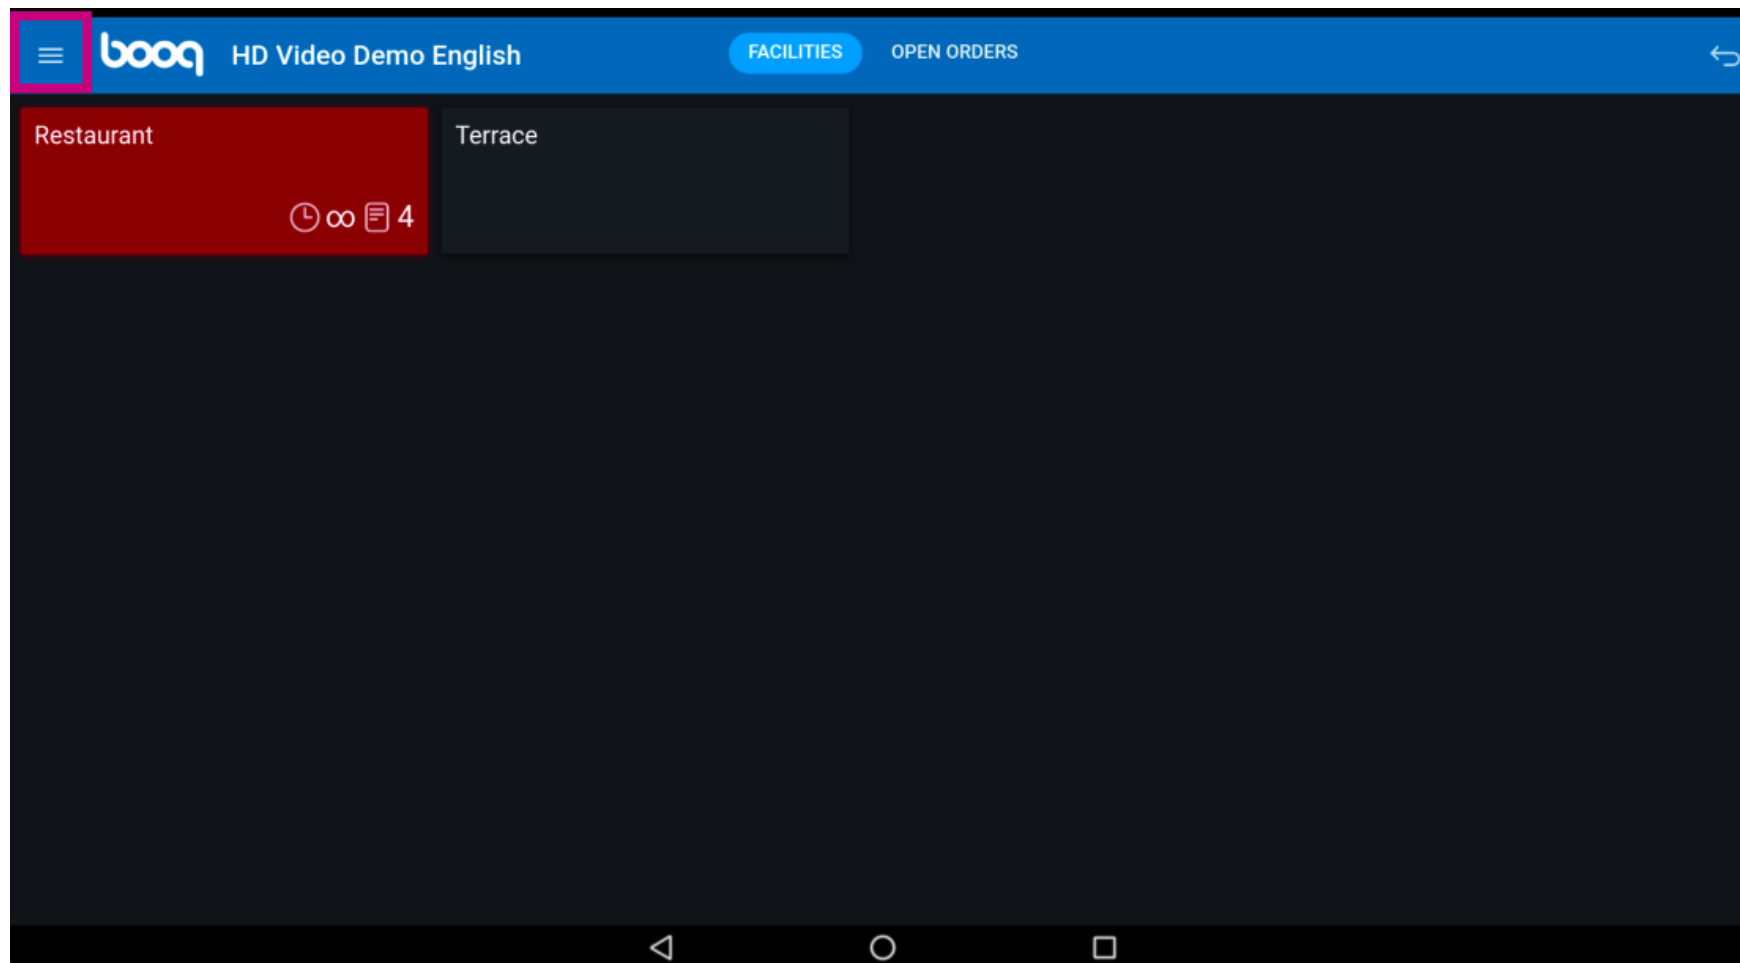 booq HD Video Demo English FACILITIES OPEN ORDERS
Restaurant Terrace
∞ 4